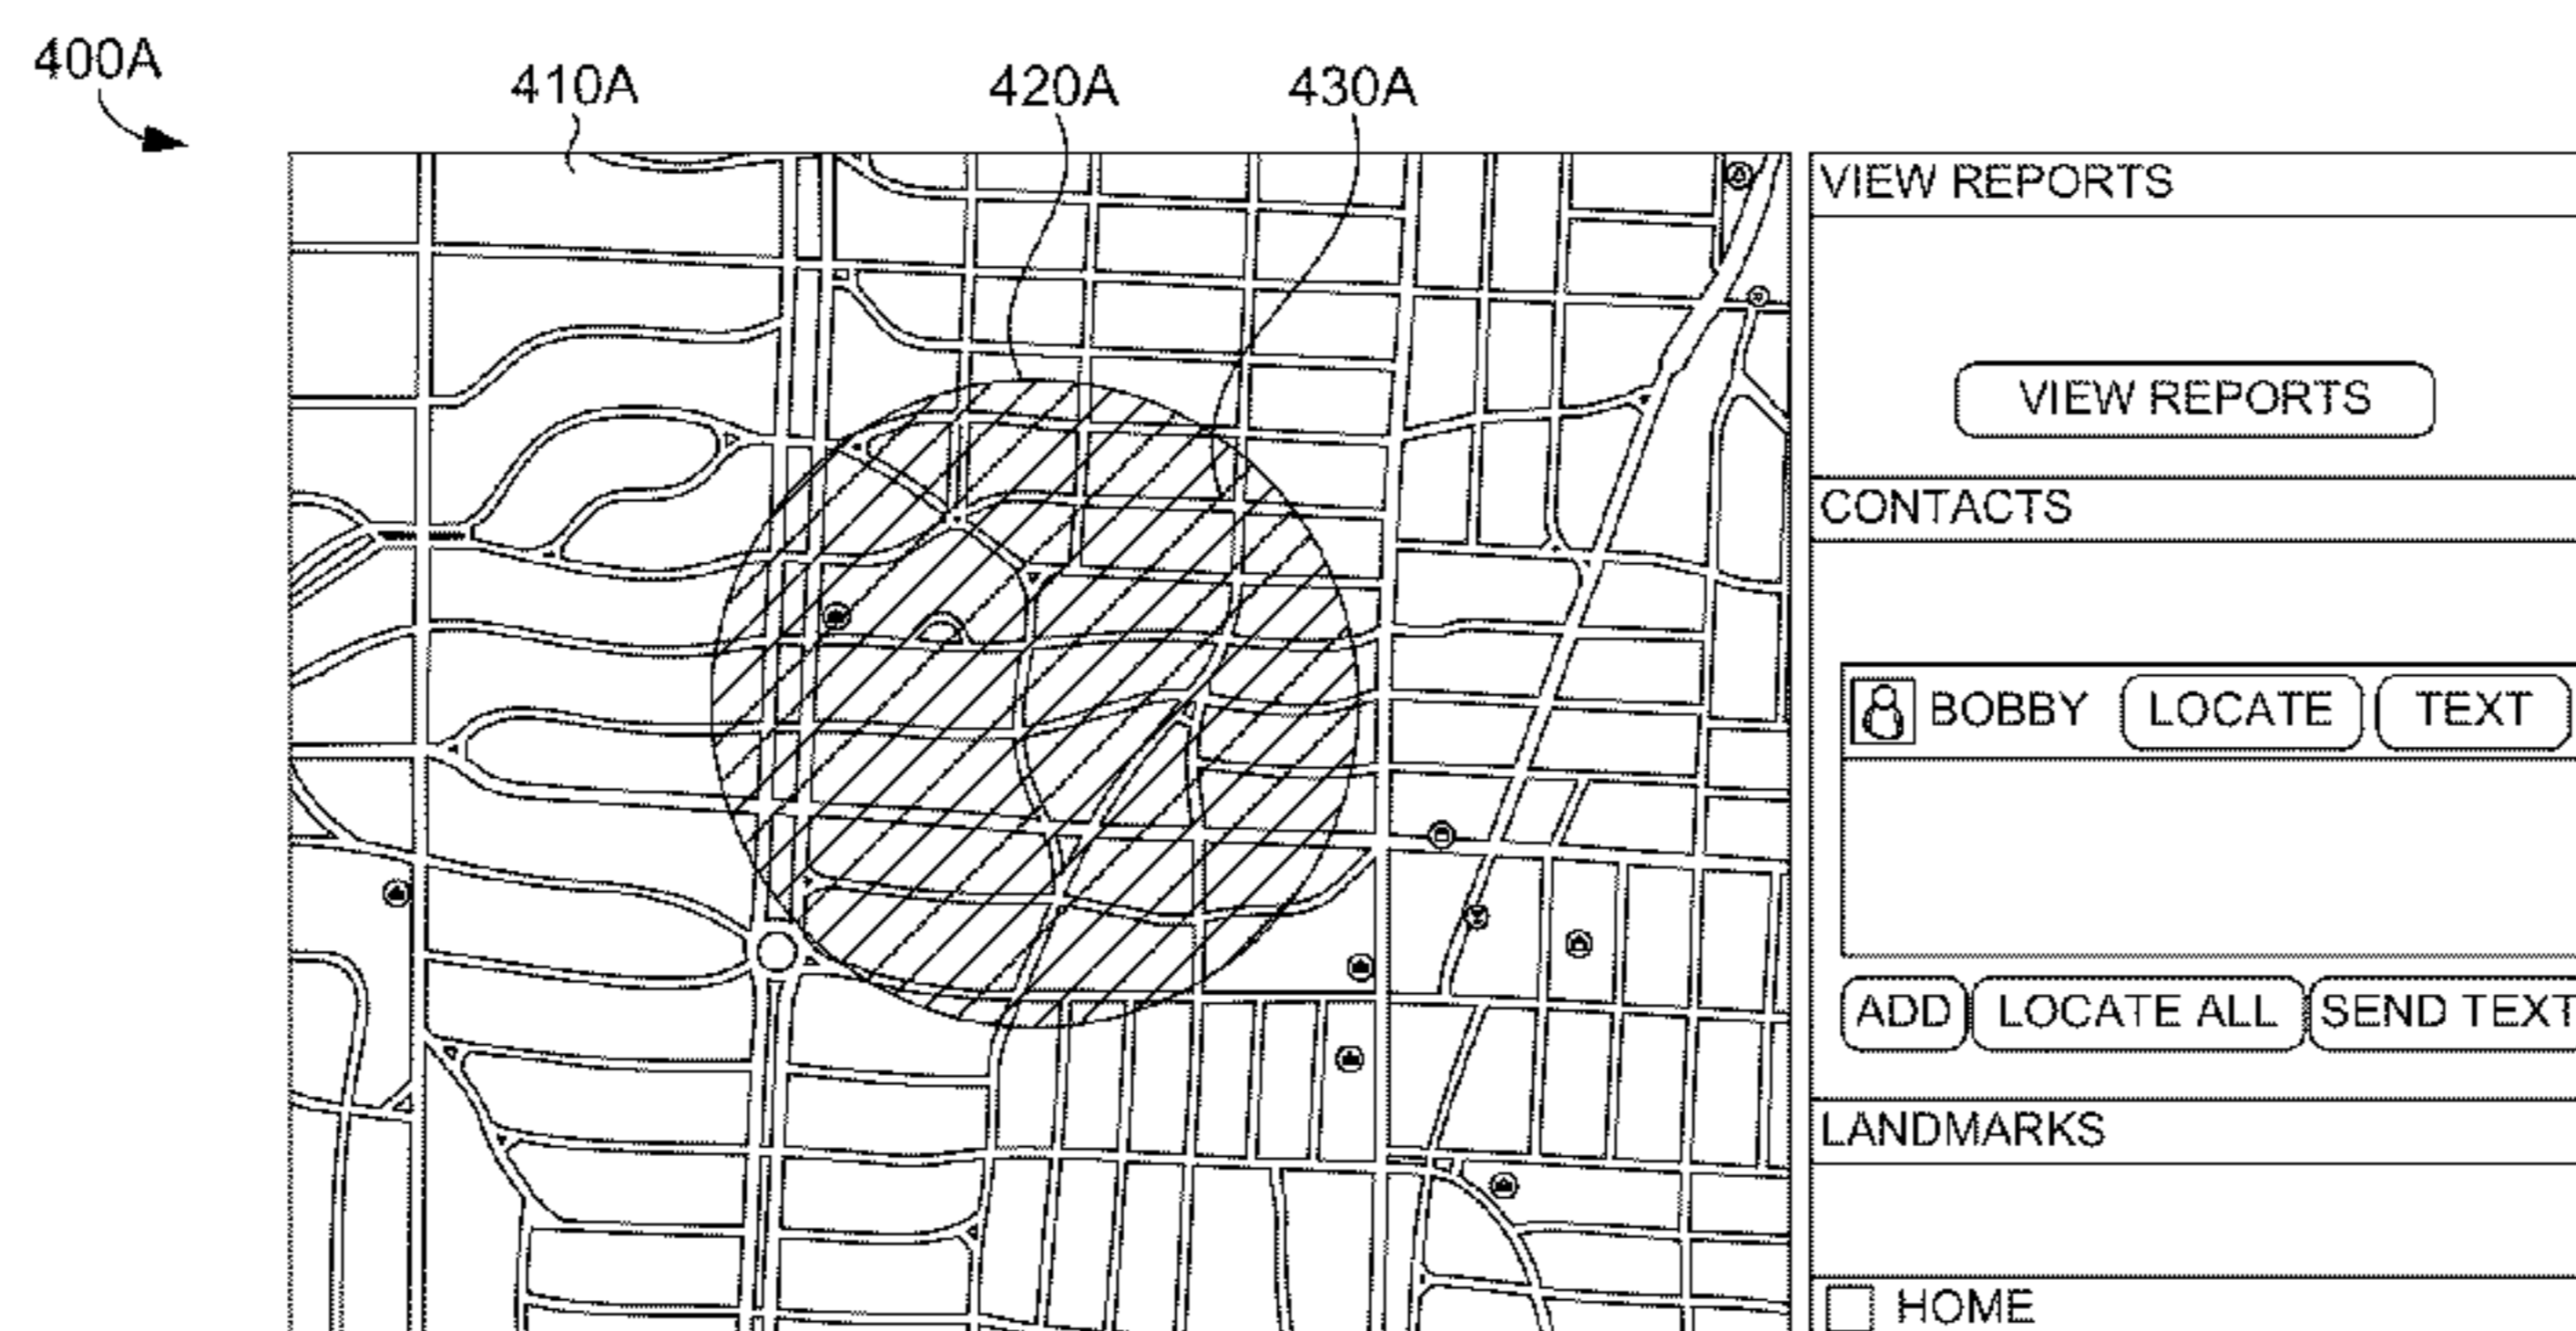 400A
410A
420A
430A
VIEW REPORTS
VIEW REPORTS
CONTACTS
BOBBY LOCATE TEXT
ADD LOCATE ALL SEND TEXT
LANDMARKS
HOME